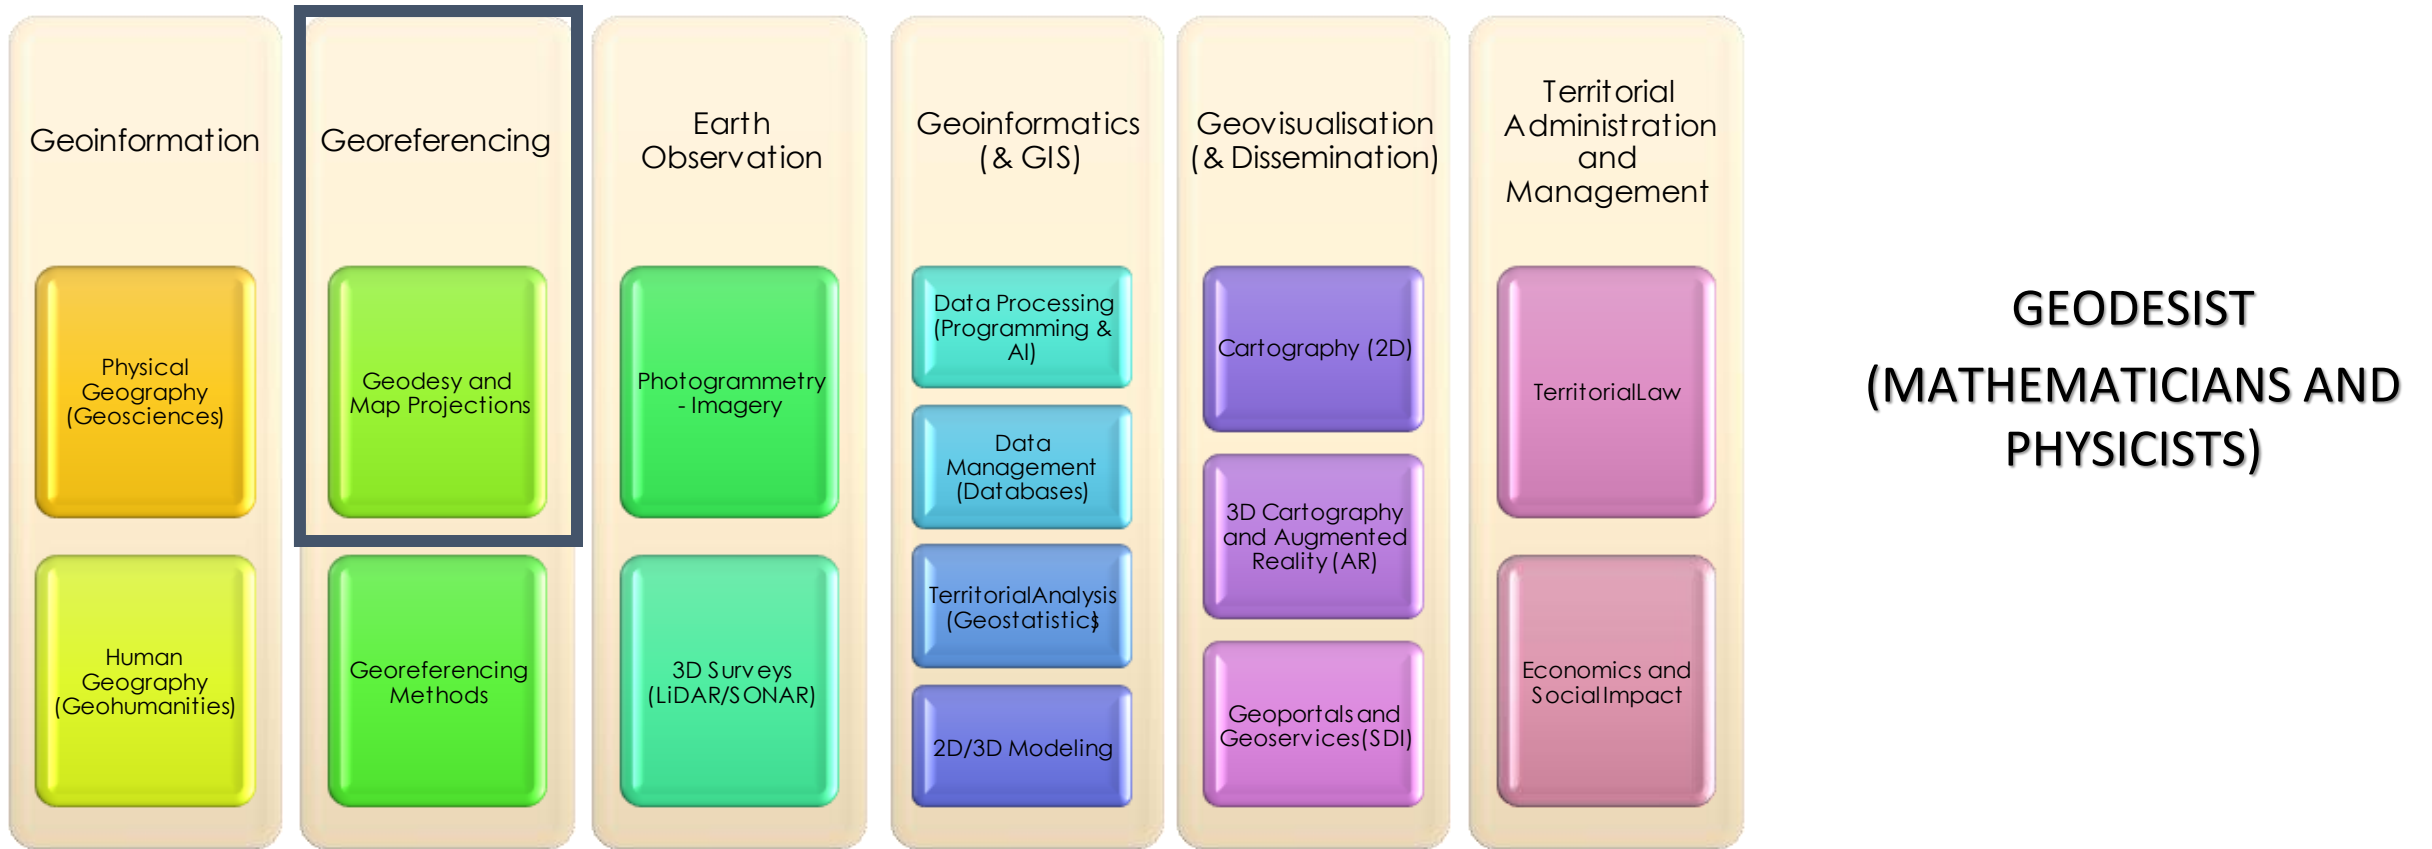 Geoinformation
Physical
Geography
(Geosciences)
Human
Geography
(Geohumanities)
Georeferencing
Geodesy and
Map Projections
Georeferencing
Methods
Earth
Observation
Photogrammetry
- Imagery
3D Surveys
(LiDAR/SONAR)
Geoinformatics
(& GIS)
Data Processing
(Programming &
AI)
Data
Management
(Databases)
TerritorialAnalysis
(Geostatistics)
2D/3D Modeling
Geovisualisation
(& Dissemination)
Cartography (2D)
3D Cartography
and Augmented
Reality (AR)
Geoportals and
Geoservices(SDI)
Territorial
Administration
and
Management
TerritorialLaw
Economics and
Social Impact
GEODESIST
(MATHEMATICIANS AND
PHYSICISTS)